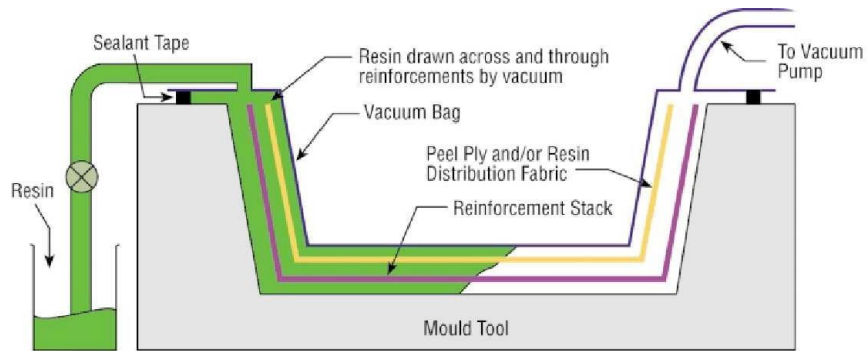 Sealant Tape
Resin drawn across and through
reinforcements by vacuum
To Vacuum
Pump
Vacuum Bag
Peel Ply and/or Resin
Distribution Fabric
Resin
Reinforcement Stack
Mould Tool